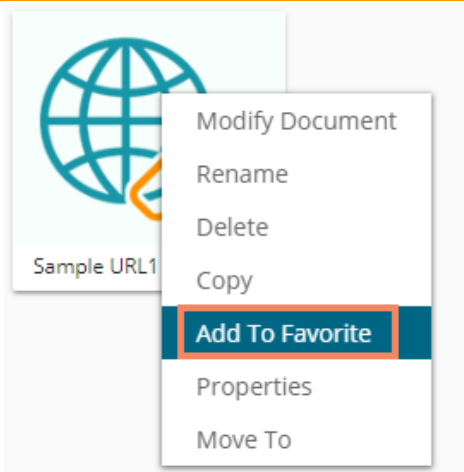 Modify Document
Rename
Delete
Sample URL1
Copy
Add To Favorite
Properties
Move To